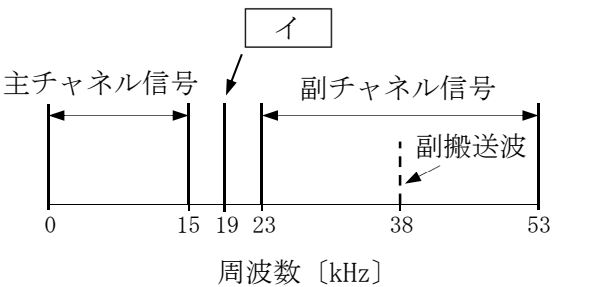 イ
主チャネル信号
副チャネル信号
副搬送波
0 15 19 23 38 53
周波数〔kHz〕